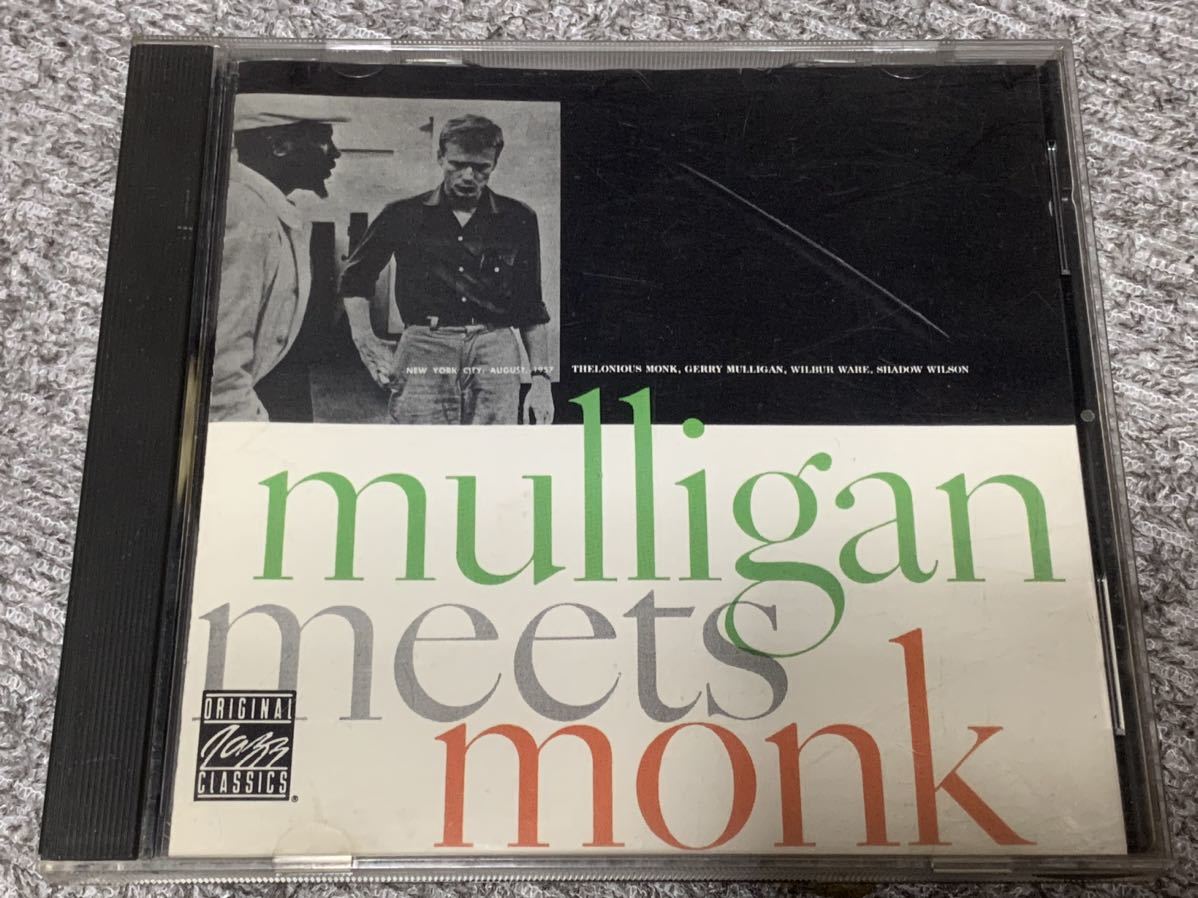 NEW YORK CITY, AUGUST, 1957
THELONIOUS MONK, GERRY MULLIGAN, WILBUR WARE, SHADOW WILSON
mulligan
meets
monk
ORIGINAL
Jazz
CLASSICS
®